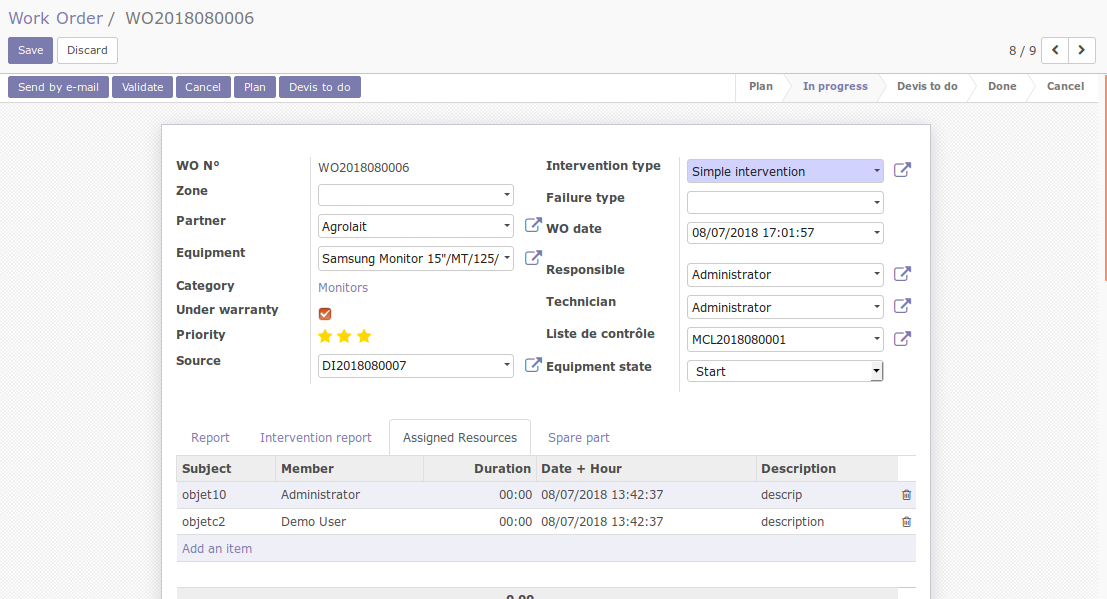 Work Order / WO2018080006
Save Discard 8 / 9
Send by e-mail Validate Cancel Plan Devis to do Plan In progress Devis to do Done Cancel
WO N° WO2018080006
Zone
Partner Agrolait
Equipment Samsung Monitor 15"/MT/125/
Category Monitors
Under warranty
Priority
Source DI2018080007
Intervention type Simple intervention
Failure type
WO date 08/07/2018 17:01:57
Responsible Administrator
Technician Administrator
Liste de contrôle MCL2018080001
Equipment state Start
Report Intervention report Assigned Resources Spare part
Subject Member Duration Date + Hour Description
objet10 Administrator 00:00 08/07/2018 13:42:37 descrip
objetc2 Demo User 00:00 08/07/2018 13:42:37 description
Add an item
0.00